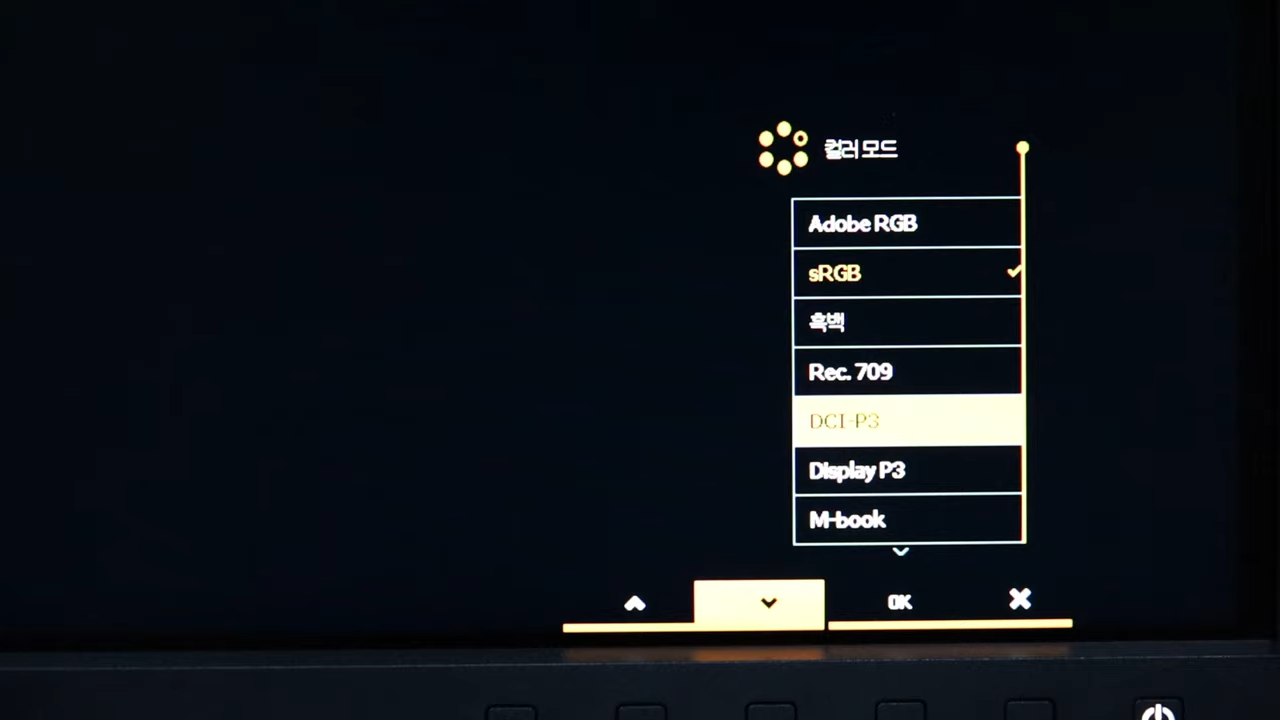 컬러 모드
Adobe RGB
sRGB
흑백
Rec. 709
DCI-P3
Display P3
M-book
OK